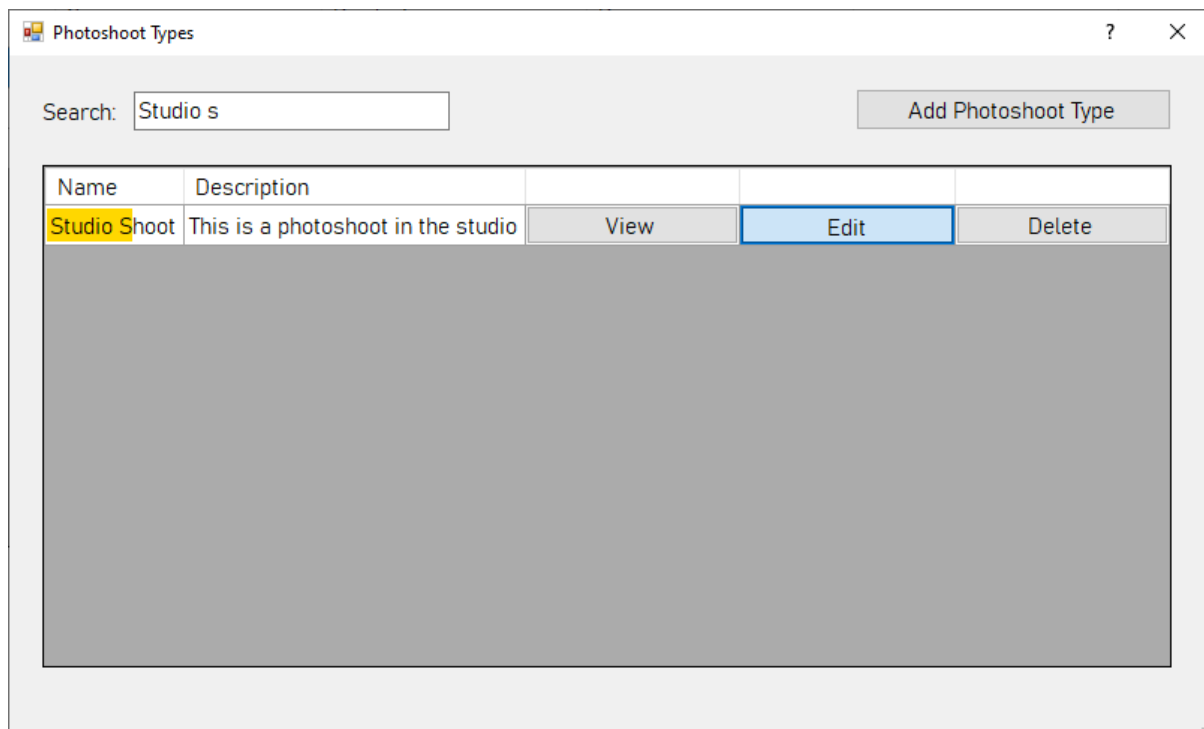 Photoshoot Types ?
Search: Studio s Add Photoshoot Type
Name Description
Studio Shoot This is a photoshoot in the studio View Edit Delete